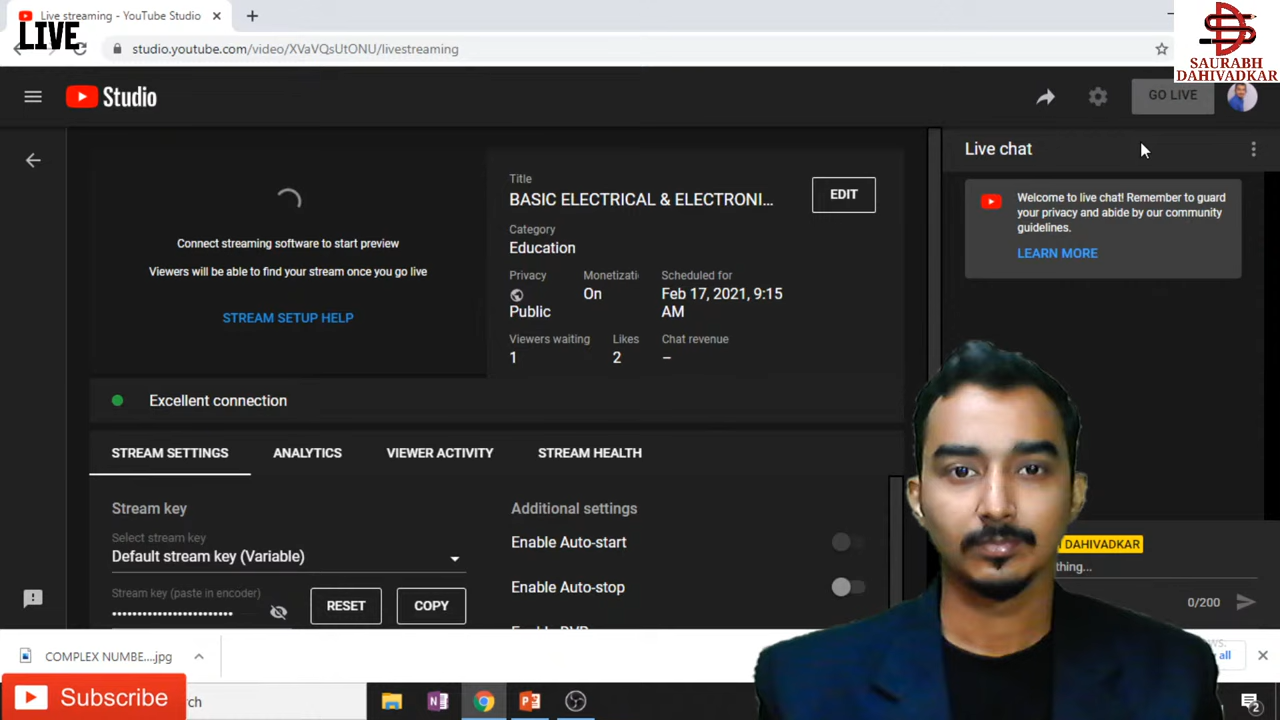 Live streaming - YouTube Studio
LIVE
studio.youtube.com/video/XVaVQsUtONU/livestreaming
SAURABH
DAHIVADKAR
Studio
GO LIVE
Connect streaming software to start preview
Viewers will be able to find your stream once you go live
STREAM SETUP HELP
Title
BASIC ELECTRICAL & ELECTRONI...
EDIT
Category
Education
Privacy
Public
Monetizati
On
Scheduled for
Feb 17, 2021, 9:15
AM
Viewers waiting
1
Likes
2
Chat revenue
–
Live chat
Welcome to live chat! Remember to guard
your privacy and abide by our community
guidelines.
LEARN MORE
Excellent connection
STREAM SETTINGS ANALYTICS VIEWER ACTIVITY STREAM HEALTH
Stream key
Select stream key
Default stream key (Variable)
Stream key (paste in encoder)
••••••••••••••••••••••••
RESET COPY
Additional settings
Enable Auto-start
Enable Auto-stop
DAHIVADKAR
thing...
0/200
COMPLEX NUMBE....jpg
all
Subscribe
ch
2